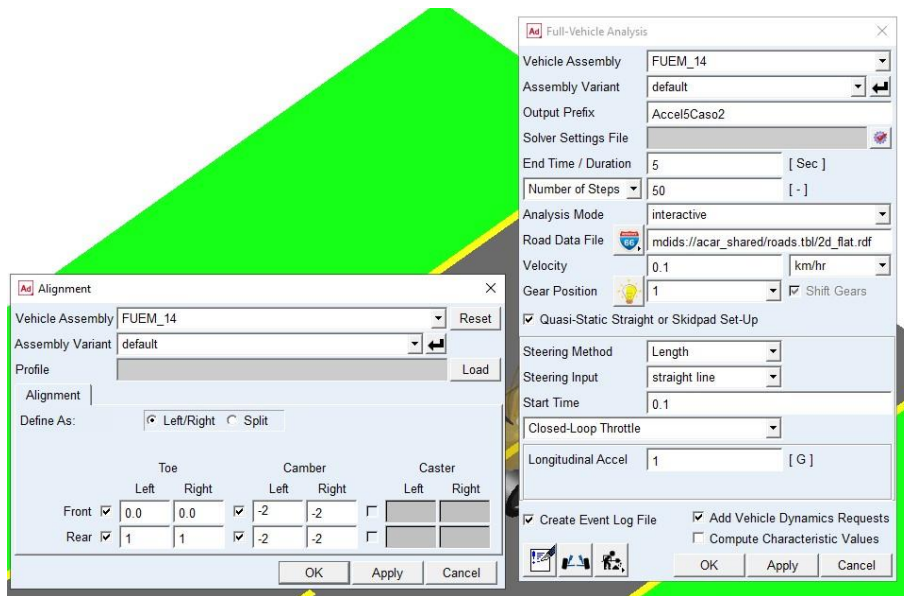 Ad Full-Vehicle Analysis
Vehicle Assembly FUEM_14
Assembly Variant default
Output Prefix Accel5Caso2
Solver Settings File
End Time / Duration 5 [ Sec ]
Number of Steps 50 [ - ]
Analysis Mode interactive
Road Data File 66 mdids://acar_shared/roads.tbl/2d_flat.rdf
Velocity 0.1 km/hr
Gear Position 1 Shift Gears
Quasi-Static Straight or Skidpad Set-Up
Steering Method Length
Steering Input straight line
Start Time 0.1
Closed-Loop Throttle
Longitudinal Accel 1 [ G ]
Create Event Log File Add Vehicle Dynamics Requests
Compute Characteristic Values
OK Apply Cancel
Ad Alignment
Vehicle Assembly FUEM_14 Reset
Assembly Variant default
Profile Load
Alignment
Define As: Left/Right Split
Toe Camber Caster
Left Right Left Right Left Right
Front 0.0 0.0 -2 -2
Rear 1 1 -2 -2
OK Apply Cancel